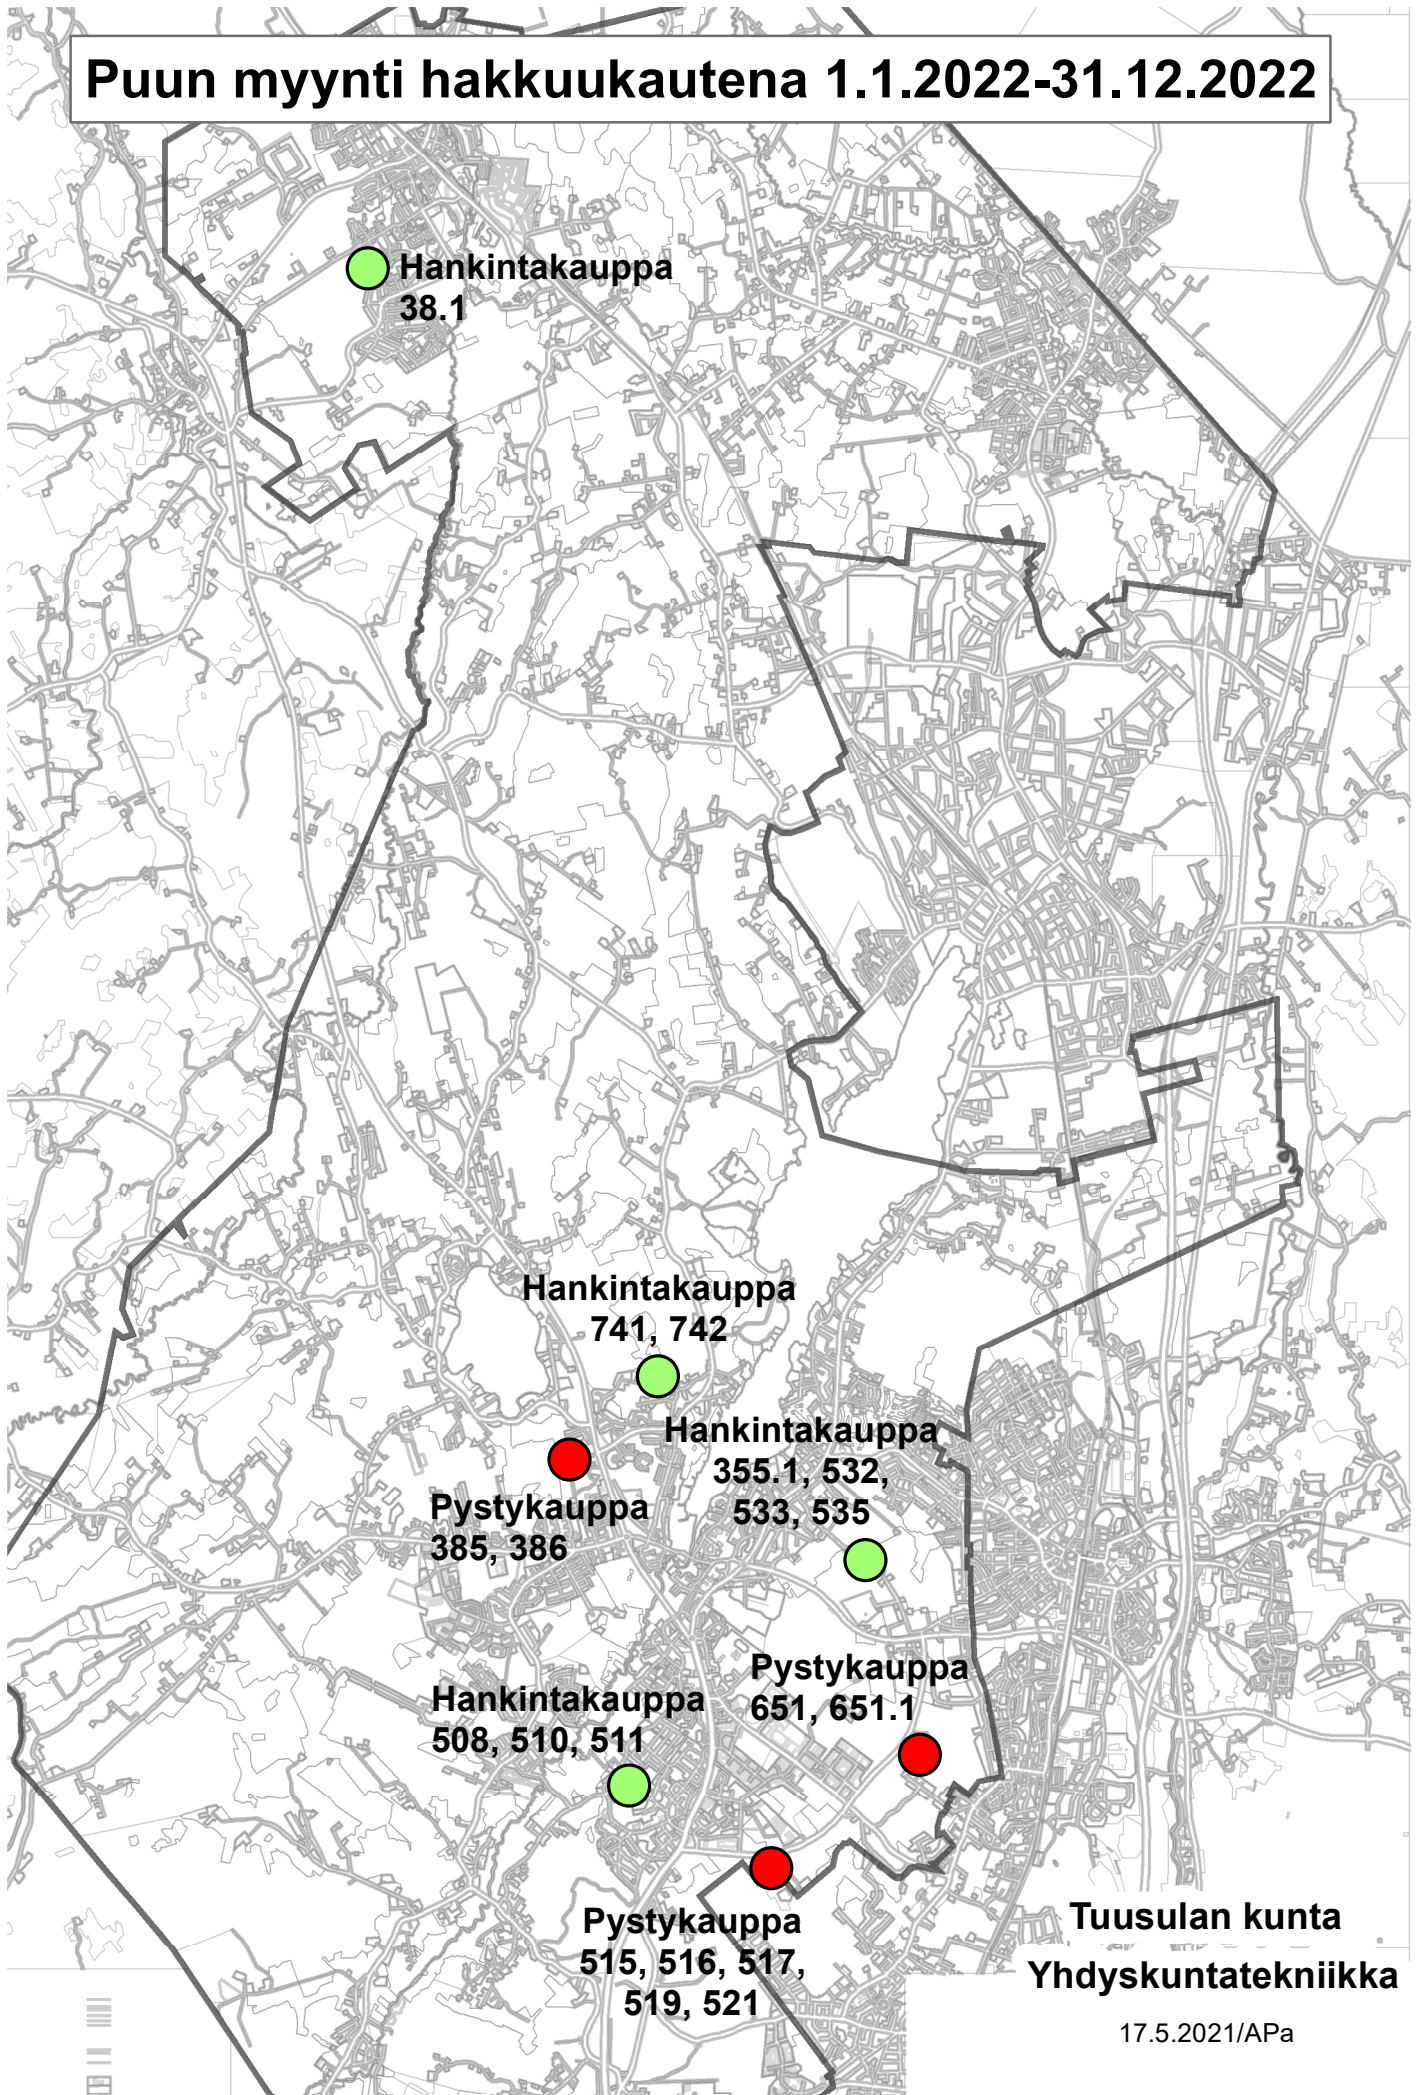 Puun myynti hakkuukautena 1.1.2022-31.12.2022
Hankintakauppa
38.1
Hankintakauppa
741, 742
Hankintakauppa
355.1, 532,
533, 535
Pystykauppa
385, 386
Pystykauppa
651, 651.1
Hankintakauppa
508, 510, 511
Pystykauppa
515, 516, 517,
519, 521
Tuusulan kunta
Yhdyskuntatekniikka
17.5.2021/APa